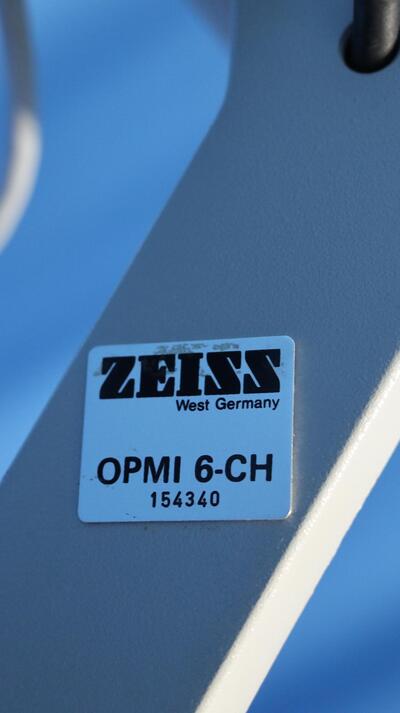 ZEISS
West Germany
OPMI 6-CH
154340